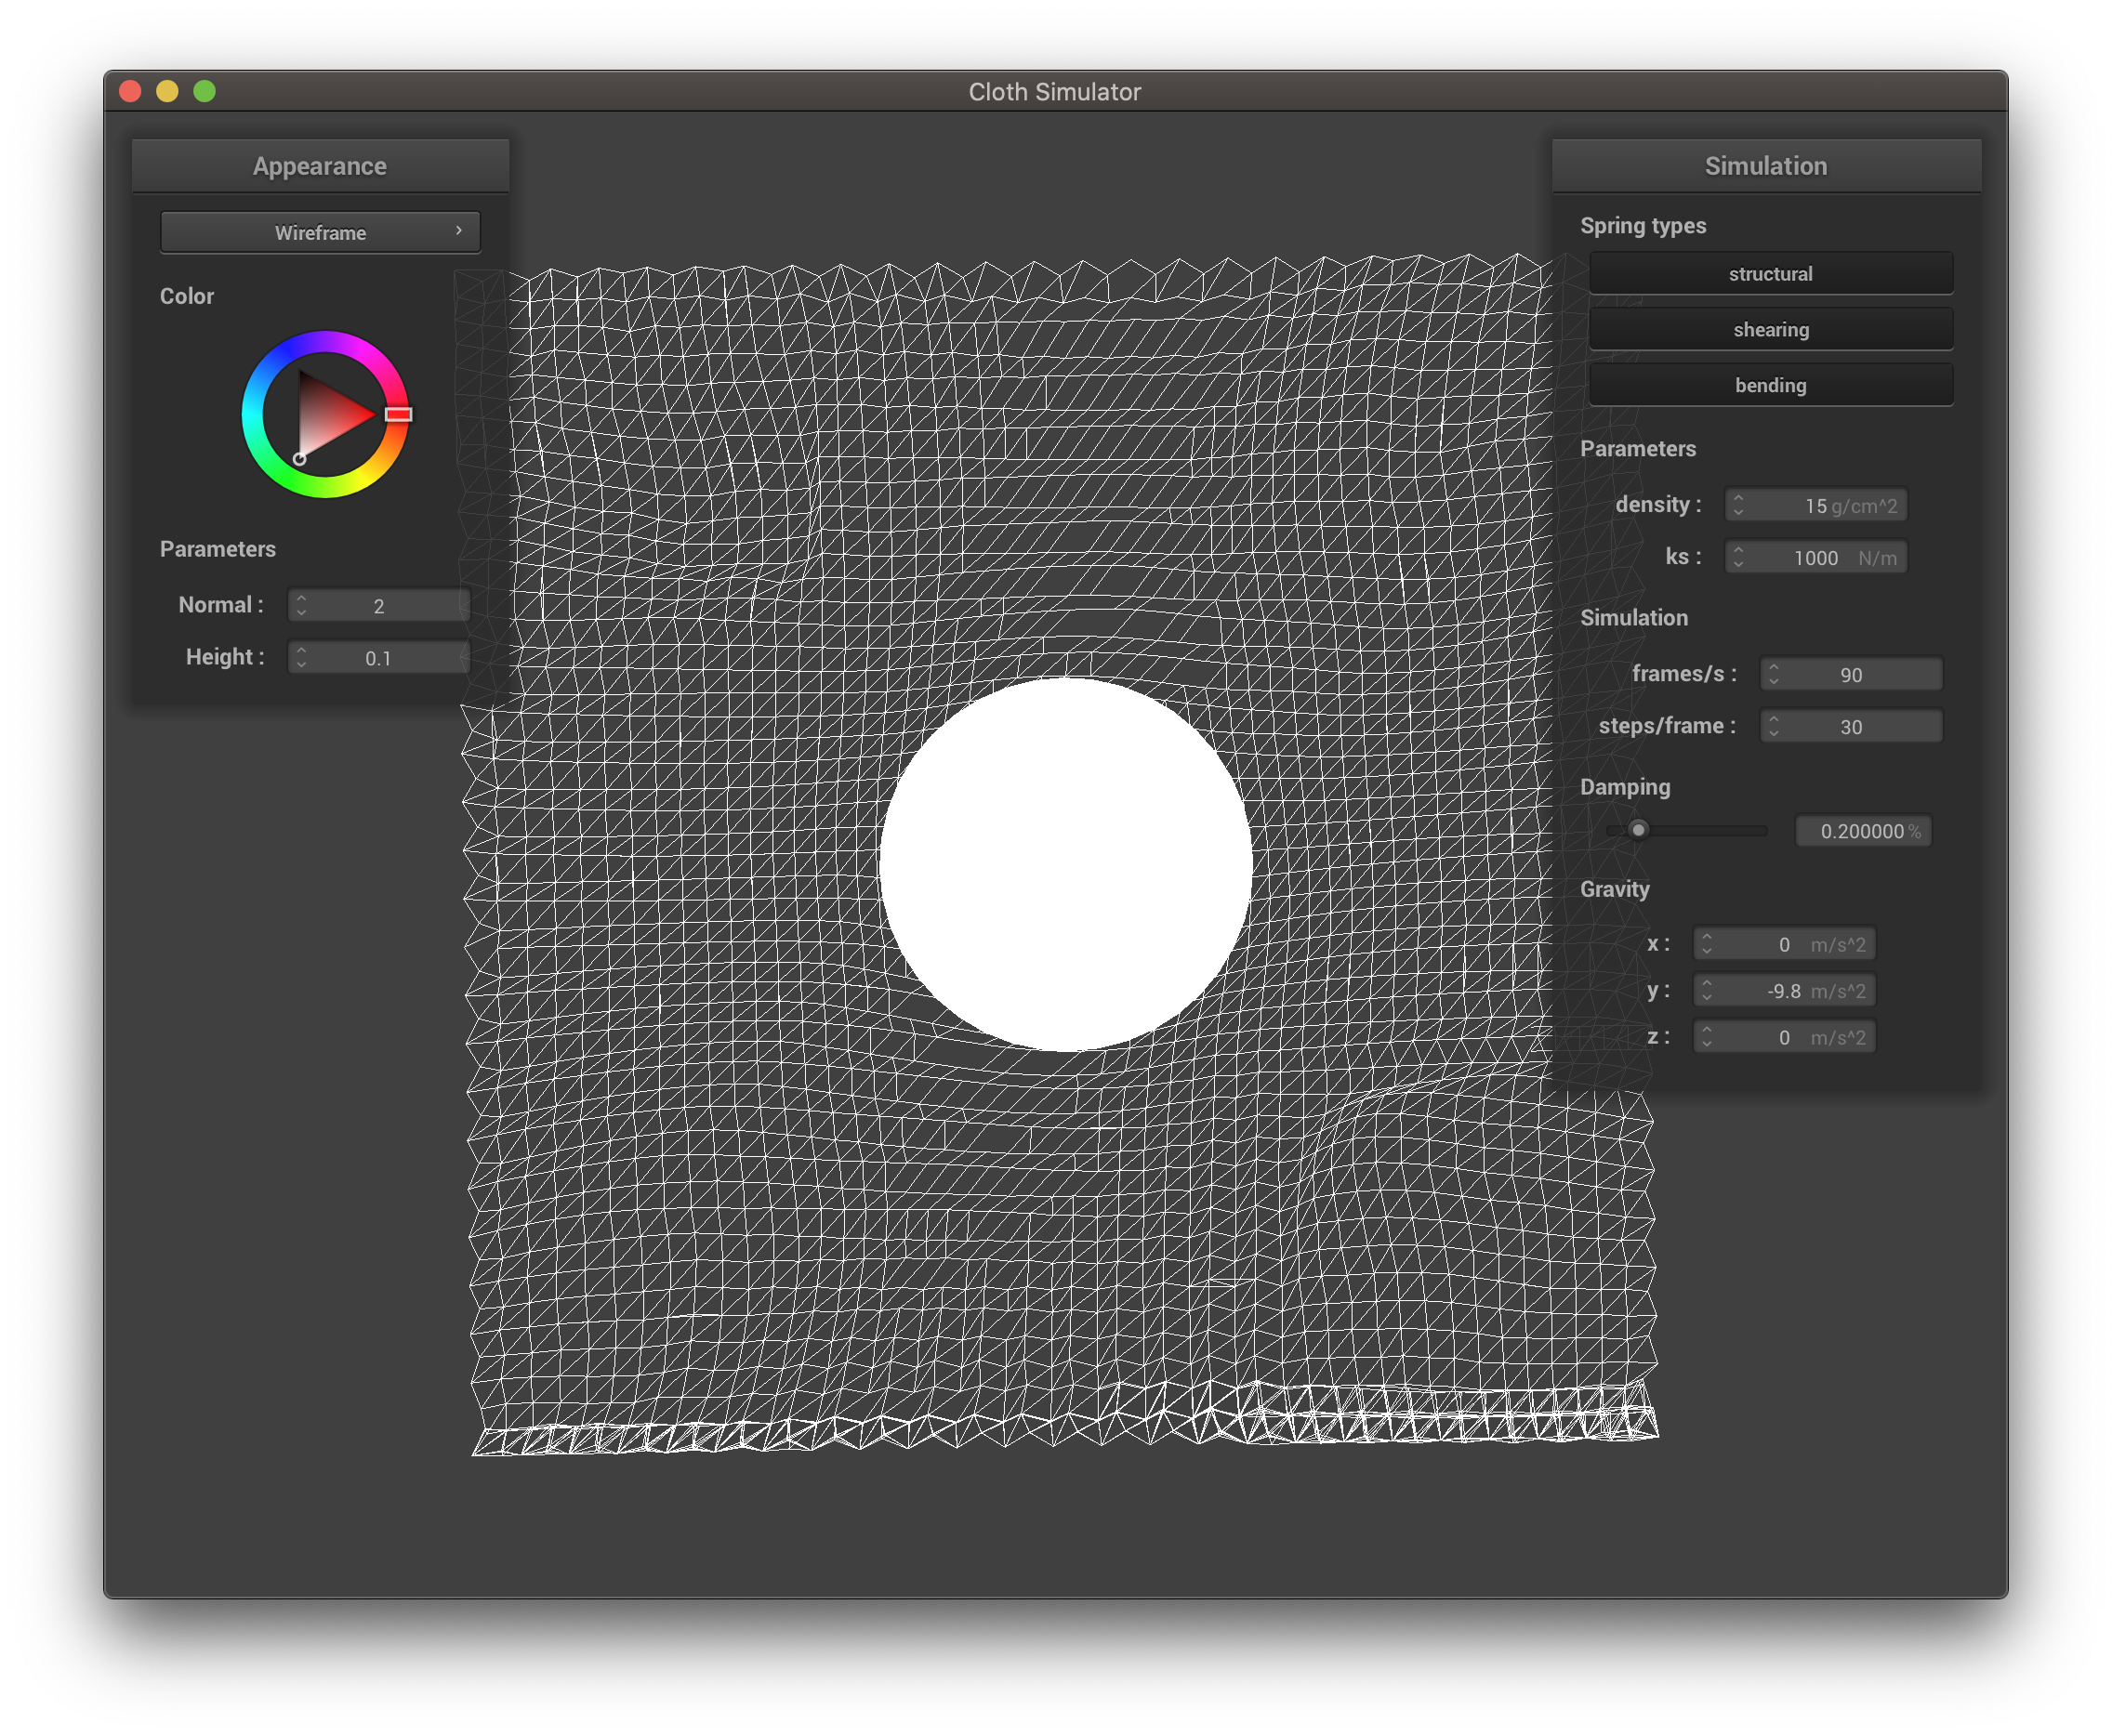 Cloth Simulator
Appearance
Wireframe
Color
Parameters
Normal : 2
Height : 0.1
Simulation
Spring types
structural
shearing
bending
Parameters
density : 15 g/cm^2
ks : 1000 N/m
Simulation
frames/s : 90
steps/frame : 30
Damping
0.200000 %
Gravity
x : 0 m/s^2
y : -9.8 m/s^2
z : 0 m/s^2